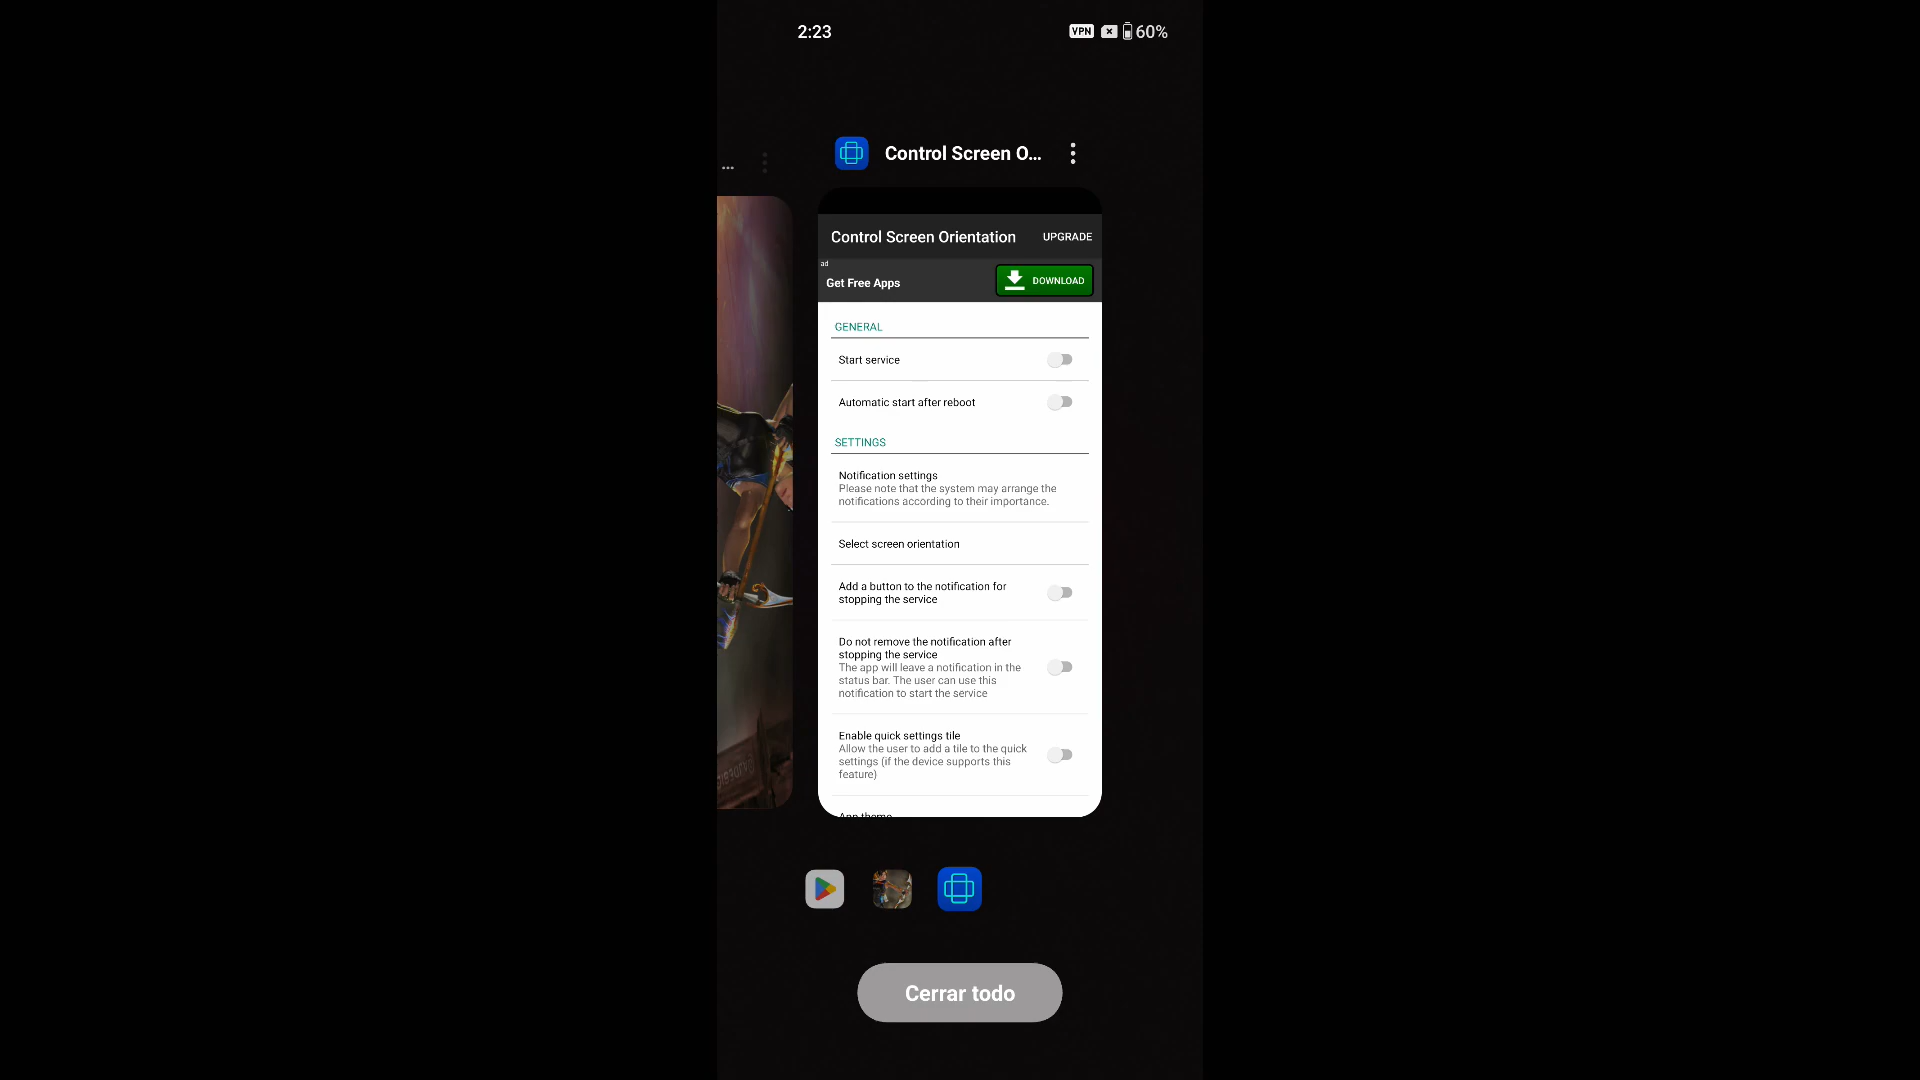 2:23
VPN
60%
...
Control Screen O...
Control Screen Orientation
UPGRADE
ad
Get Free Apps
DOWNLOAD
GENERAL
Start service
Automatic start after reboot
SETTINGS
Notification settings
Please note that the system may arrange the
notifications according to their importance.
Select screen orientation
Add a button to the notification for
stopping the service
Do not remove the notification after
stopping the service
The app will leave a notification in the
status bar. The user can use this
notification to start the service
Enable quick settings tile
Allow the user to add a tile to the quick
settings (if the device supports this
feature)
App theme
Cerrar todo